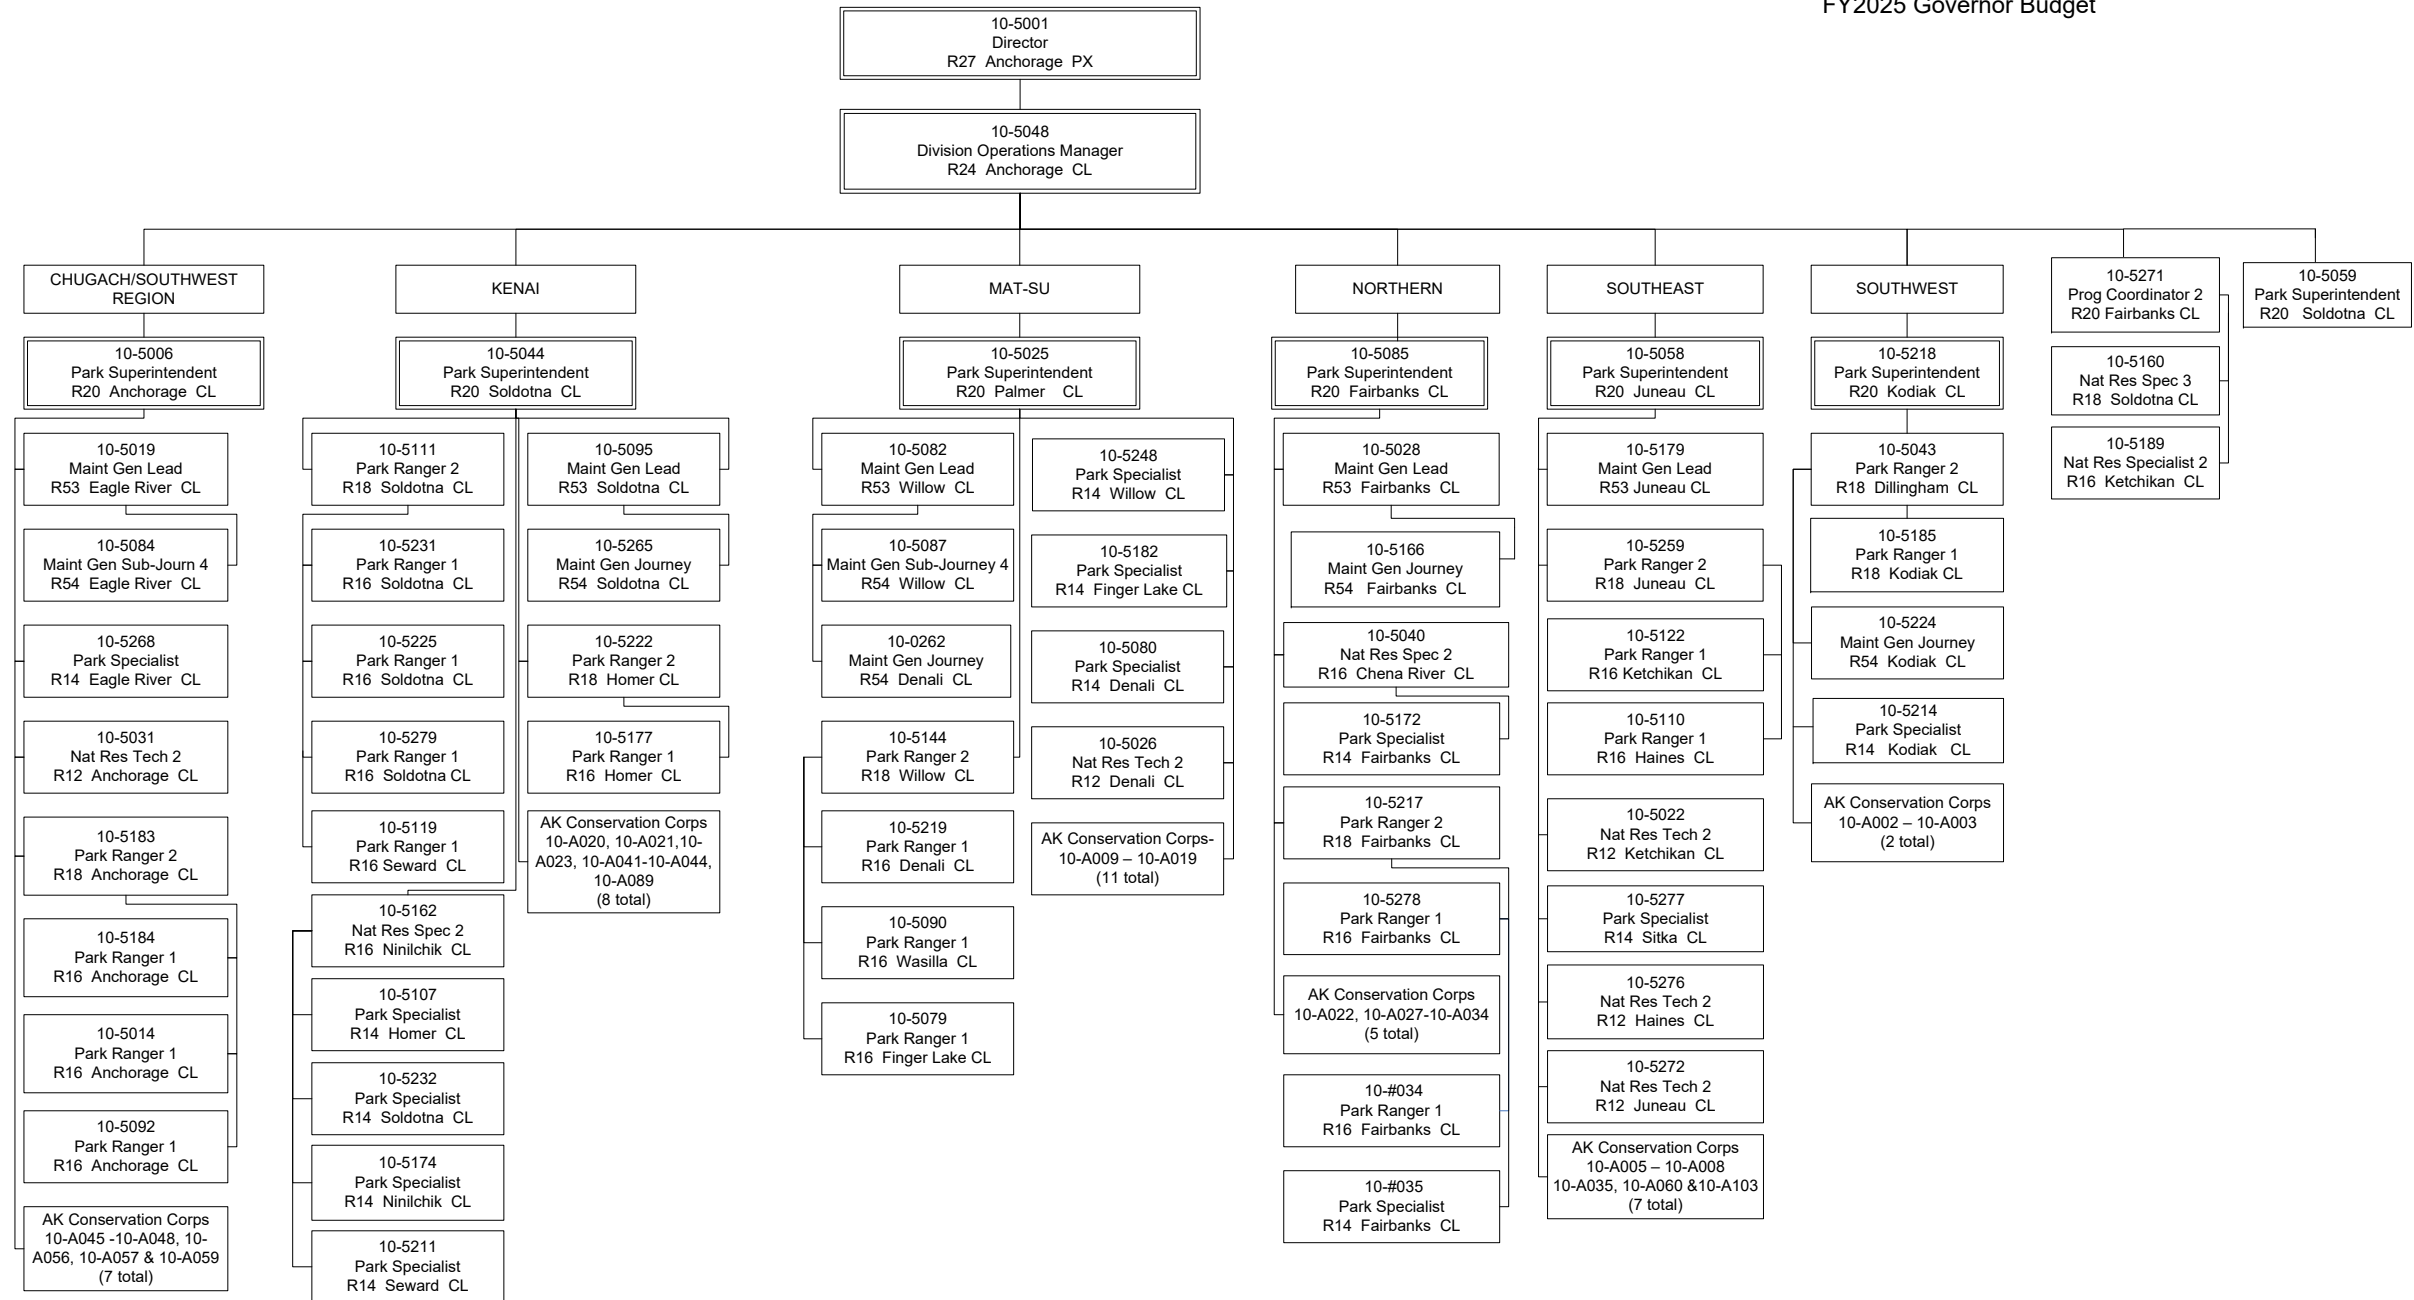 FY2025 Governor Budget
10-5001
Director
R27 Anchorage PX
10-5048
Division Operations Manager
R24 Anchorage CL
CHUGACH/SOUTHWEST
REGION
10-5006
Park Superintendent
R20 Anchorage CL
10-5019
Maint Gen Lead
R53 Eagle River CL
10-5084
Maint Gen Sub-Journ 4
R54 Eagle River CL
10-5268
Park Specialist
R14 Eagle River CL
10-5031
Nat Res Tech 2
R12 Anchorage CL
10-5183
Park Ranger 2
R18 Anchorage CL
10-5184
Park Ranger 1
R16 Anchorage CL
10-5014
Park Ranger 1
R16 Anchorage CL
10-5092
Park Ranger 1
R16 Anchorage CL
AK Conservation Corps
10-A045 -10-A048, 10-
A056, 10-A057 & 10-A059
(7 total)
KENAI
10-5044
Park Superintendent
R20 Soldotna CL
10-5111
Park Ranger 2
R18 Soldotna CL
10-5231
Park Ranger 1
R16 Soldotna CL
10-5225
Park Ranger 1
R16 Soldotna CL
10-5279
Park Ranger 1
R16 Soldotna CL
10-5119
Park Ranger 1
R16 Seward CL
10-5162
Nat Res Spec 2
R16 Ninilchik CL
10-5107
Park Specialist
R14 Homer CL
10-5232
Park Specialist
R14 Soldotna CL
10-5174
Park Specialist
R14 Ninilchik CL
10-5211
Park Specialist
R14 Seward CL
10-5095
Maint Gen Lead
R53 Soldotna CL
10-5265
Maint Gen Journey
R54 Soldotna CL
10-5222
Park Ranger 2
R18 Homer CL
10-5177
Park Ranger 1
R16 Homer CL
AK Conservation Corps
10-A020, 10-A021,10-
A023, 10-A041-10-A044,
10-A089
(8 total)
MAT-SU
10-5025
Park Superintendent
R20 Palmer CL
10-5082
Maint Gen Lead
R53 Willow CL
10-5087
Maint Gen Sub-Journey 4
R54 Willow CL
10-0262
Maint Gen Journey
R54 Denali CL
10-5144
Park Ranger 2
R18 Willow CL
10-5219
Park Ranger 1
R16 Denali CL
10-5090
Park Ranger 1
R16 Wasilla CL
10-5079
Park Ranger 1
R16 Finger Lake CL
10-5248
Park Specialist
R14 Willow CL
10-5182
Park Specialist
R14 Finger Lake CL
10-5080
Park Specialist
R14 Denali CL
10-5026
Nat Res Tech 2
R12 Denali CL
AK Conservation Corps-
10-A009 – 10-A019
(11 total)
NORTHERN
10-5085
Park Superintendent
R20 Fairbanks CL
10-5028
Maint Gen Lead
R53 Fairbanks CL
10-5166
Maint Gen Journey
R54 Fairbanks CL
10-5040
Nat Res Spec 2
R16 Chena River CL
10-5172
Park Specialist
R14 Fairbanks CL
10-5217
Park Ranger 2
R18 Fairbanks CL
10-5278
Park Ranger 1
R16 Fairbanks CL
AK Conservation Corps
10-A022, 10-A027-10-A034
(5 total)
10-#034
Park Ranger 1
R16 Fairbanks CL
10-#035
Park Specialist
R14 Fairbanks CL
SOUTHEAST
10-5058
Park Superintendent
R20 Juneau CL
10-5179
Maint Gen Lead
R53 Juneau CL
10-5259
Park Ranger 2
R18 Juneau CL
10-5122
Park Ranger 1
R16 Ketchikan CL
10-5110
Park Ranger 1
R16 Haines CL
10-5022
Nat Res Tech 2
R12 Ketchikan CL
10-5277
Park Specialist
R14 Sitka CL
10-5276
Nat Res Tech 2
R12 Haines CL
10-5272
Nat Res Tech 2
R12 Juneau CL
AK Conservation Corps
10-A005 – 10-A008
10-A035, 10-A060 &10-A103
(7 total)
SOUTHWEST
10-5218
Park Superintendent
R20 Kodiak CL
10-5043
Park Ranger 2
R18 Dillingham CL
10-5185
Park Ranger 1
R18 Kodiak CL
10-5224
Maint Gen Journey
R54 Kodiak CL
10-5214
Park Specialist
R14 Kodiak CL
AK Conservation Corps
10-A002 – 10-A003
(2 total)
10-5271
Prog Coordinator 2
R20 Fairbanks CL
10-5160
Nat Res Spec 3
R18 Soldotna CL
10-5189
Nat Res Specialist 2
R16 Ketchikan CL
10-5059
Park Superintendent
R20 Soldotna CL